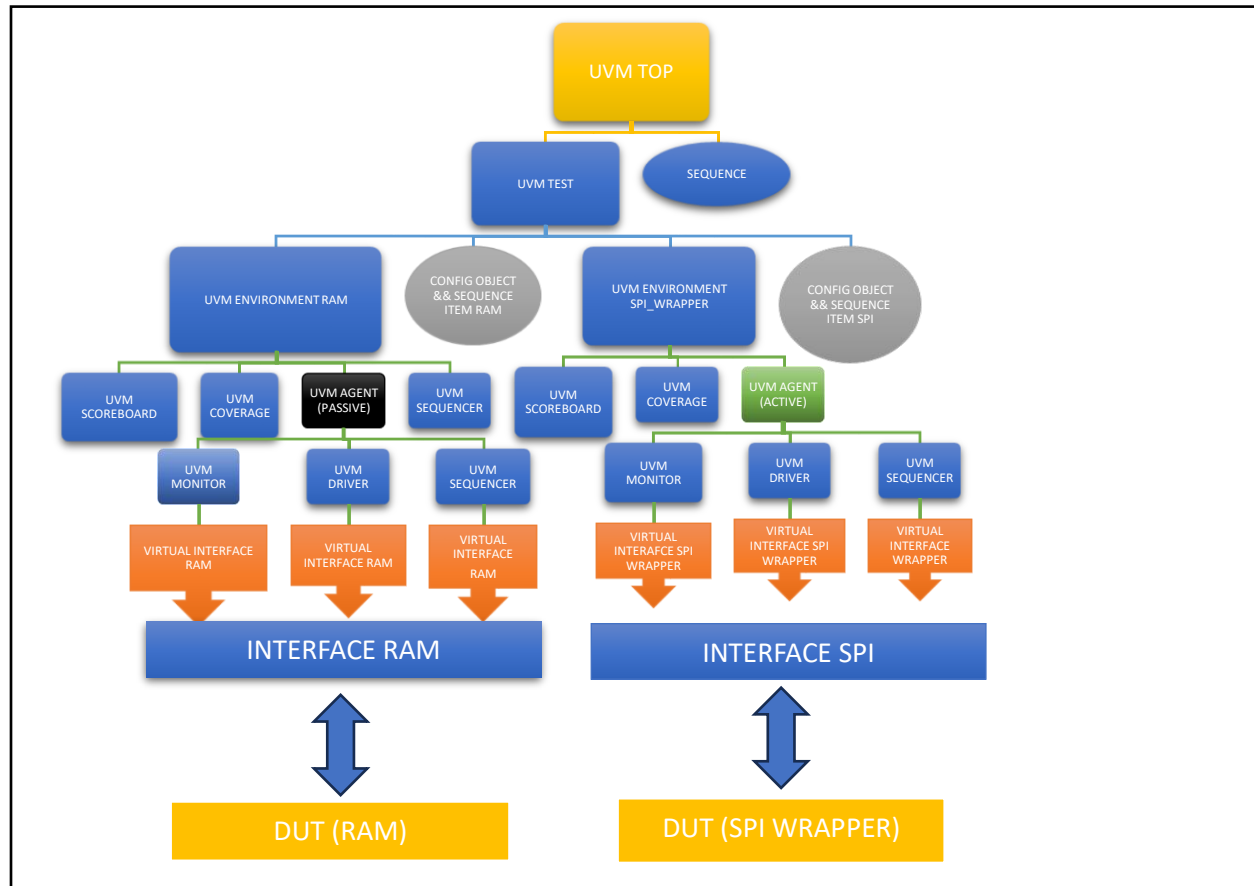 UVM TOP
UVM TEST
SEQUENCE
UVM ENVIRONMENT RAM
CONFIG OBJECT
&& SEQUENCE
ITEM RAM
UVM ENVIRONMENT
SPI_WRAPPER
CONFIG OBJECT
&& SEQUENCE
ITEM SPI
UVM
SCOREBOARD
UVM
COVERAGE
UVM AGENT
(PASSIVE)
UVM
SEQUENCER
UVM
SCOREBOARD
UVM
COVERAGE
UVM AGENT
(ACTIVE)
UVM
MONITOR
UVM
DRIVER
UVM
SEQUENCER
UVM
MONITOR
UVM
DRIVER
UVM
SEQUENCER
VIRTUAL INTERFACE
RAM
VIRTUAL
INTERFACE RAM
VIRTUAL
INTERFACE
RAM
VIRTUAL
INTERAFCE SPI
WRAPPER
VIRTUAL
INTERFACE SPI
WRAPPER
VIRTUAL
INTERFACE
WRAPPER
INTERFACE RAM
INTERFACE SPI
DUT (RAM)
DUT (SPI WRAPPER)